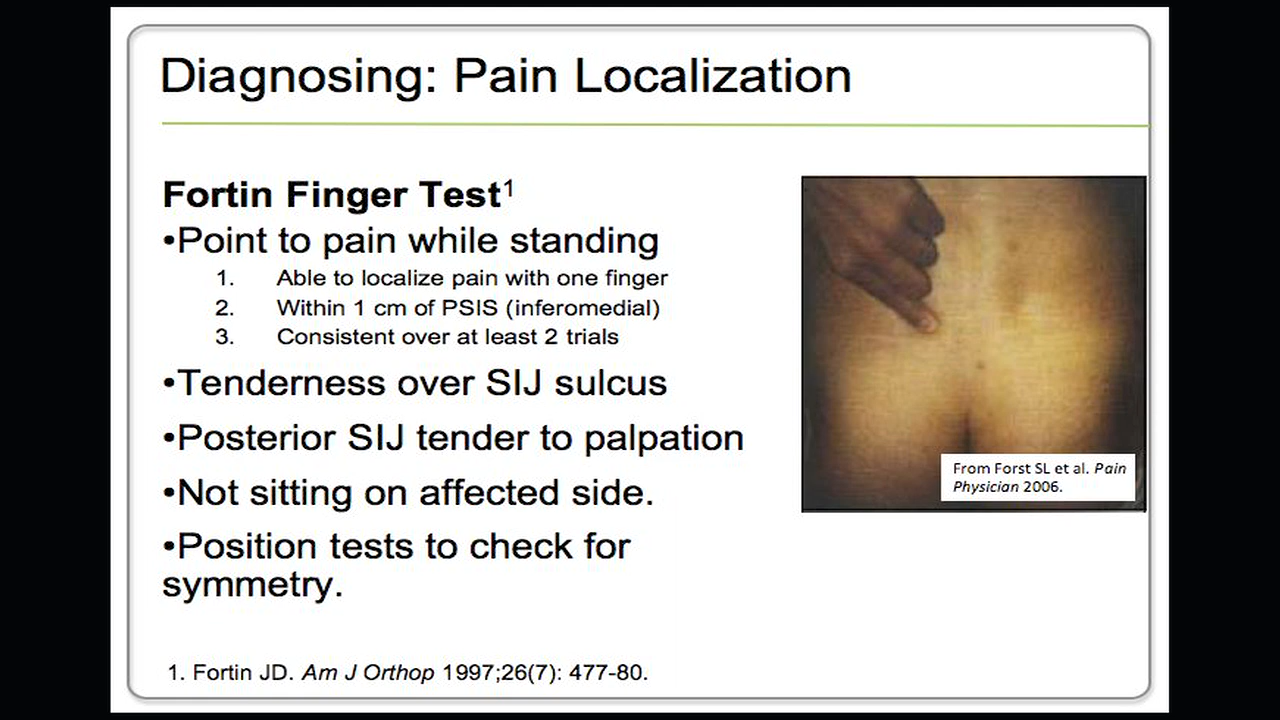 Diagnosing: Pain Localization
Fortin Finger Test¹
•Point to pain while standing
1. Able to localize pain with one finger
2. Within 1 cm of PSIS (inferomedial)
3. Consistent over at least 2 trials
•Tenderness over SIJ sulcus
•Posterior SIJ tender to palpation
•Not sitting on affected side.
•Position tests to check for
symmetry.
From Forst SL et al. Pain
Physician 2006.
1. Fortin JD. Am J Orthop 1997;26(7): 477-80.